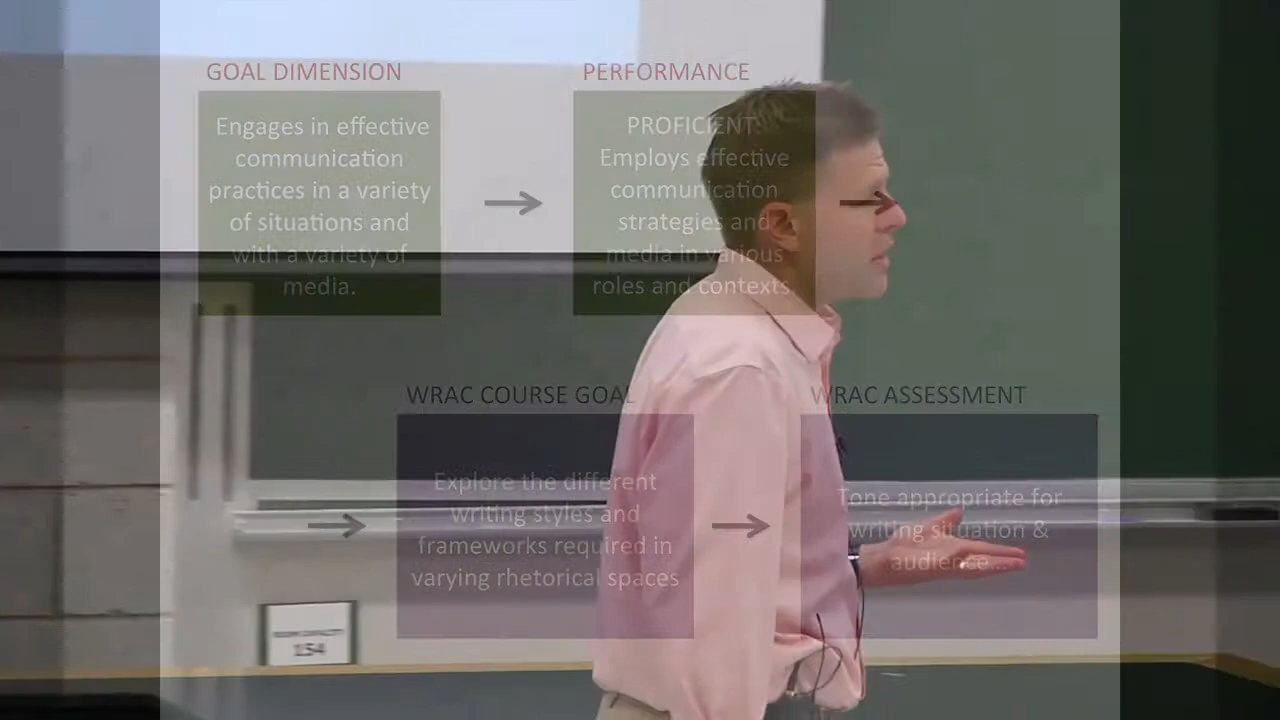 GOAL DIMENSION
PERFORMANCE
Engages in effective
communication
practices in a variety
of situations and
with a variety of
media.
PROFICIENT
Employs effective
communication
strategies and
media in various
roles and contexts
WRAC COURSE GOAL
WRAC ASSESSMENT
Explore the different
writing styles and
frameworks required in
varying rhetorical spaces
Tone appropriate for
writing situation &
audience...
154